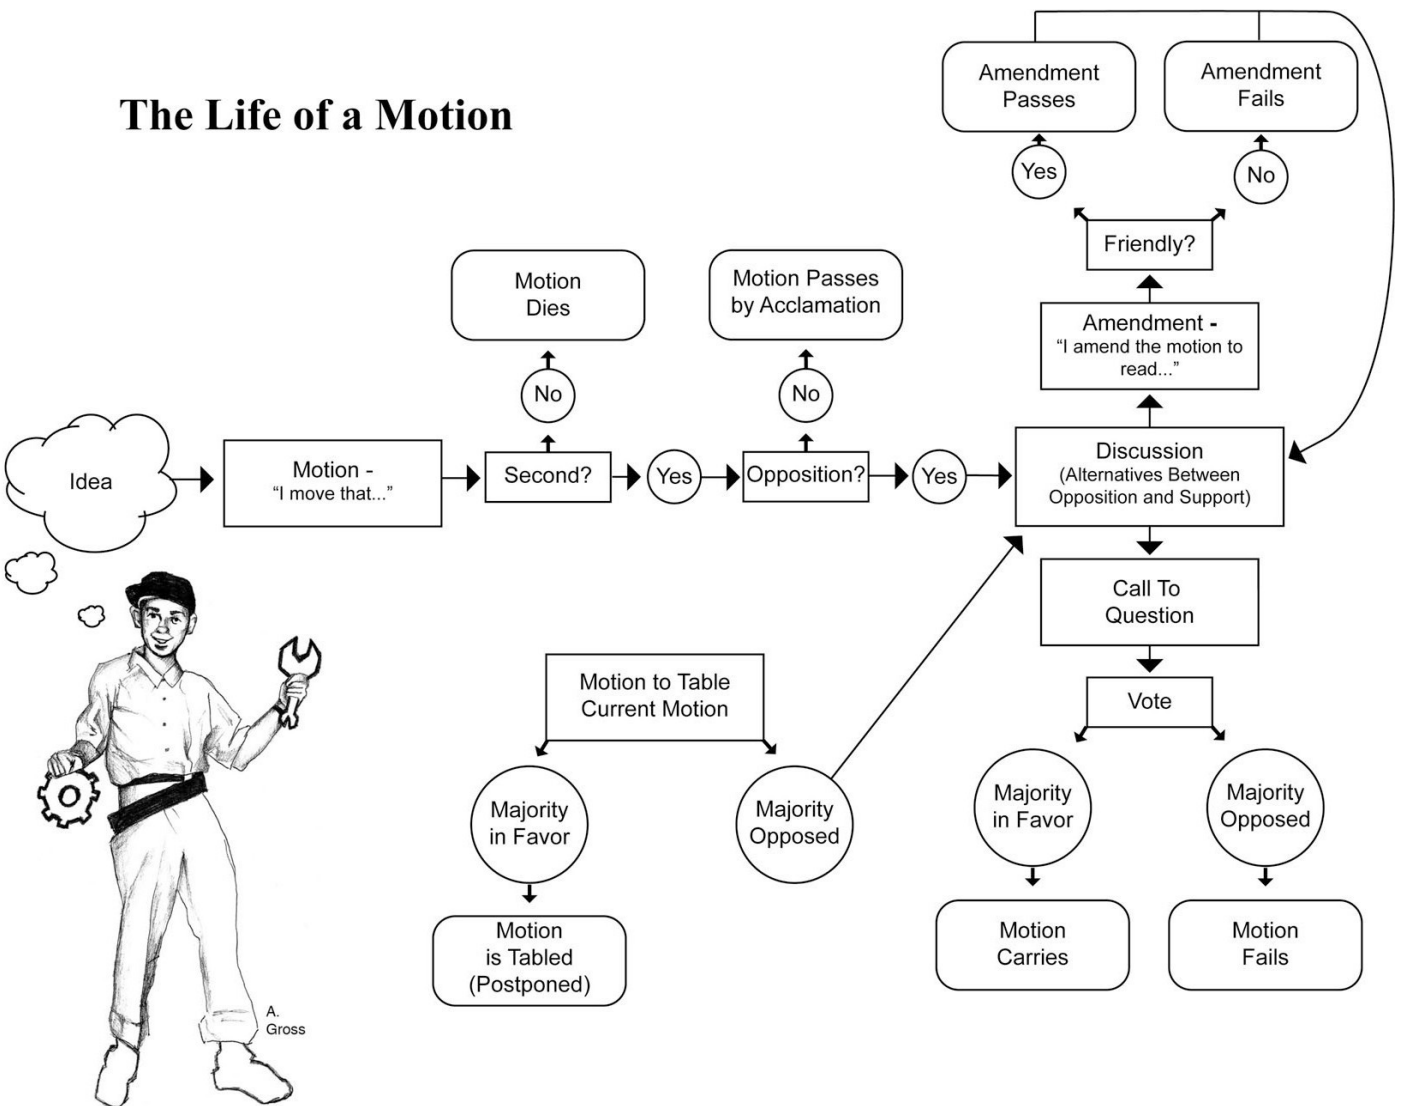 The Life of a Motion
Amendment
Passes
Amendment
Fails
Yes
No
Friendly?
Amendment -
“I amend the motion to
read...”
Motion
Dies
Motion Passes
by Acclamation
No
No
Idea
Motion -
“I move that...”
Second?
Yes
Opposition?
Yes
Discussion
(Alternatives Between
Opposition and Support)
Call To
Question
Vote
Motion to Table
Current Motion
Majority
in Favor
Majority
Opposed
Majority
in Favor
Majority
Opposed
Motion
is Tabled
(Postponed)
Motion
Carries
Motion
Fails
A.
Gross